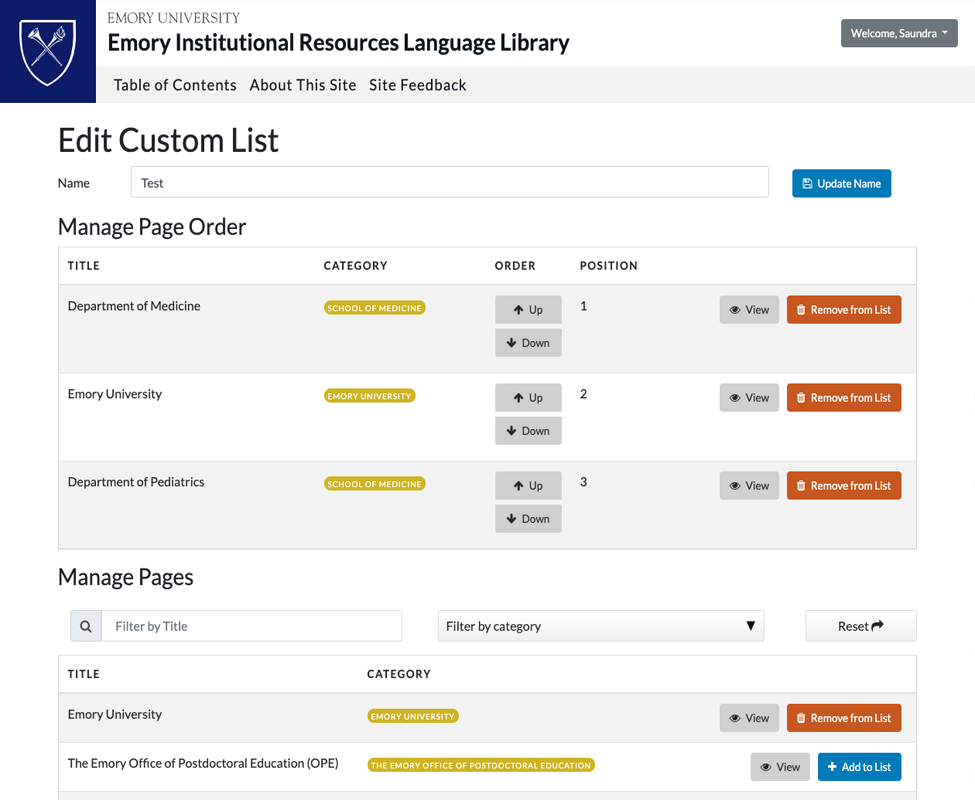 EMORY UNIVERSITY
Emory Institutional Resources Language Library
Welcome, Saundra
Table of Contents About This Site Site Feedback
Edit Custom List
Name Test Update Name
Manage Page Order
TITLE CATEGORY ORDER POSITION
Department of Medicine SCHOOL OF MEDICINE Up 1 View Remove from List
Down
Emory University EMORY UNIVERSITY Up 2 View Remove from List
Down
Department of Pediatrics SCHOOL OF MEDICINE Up 3 View Remove from List
Down
Manage Pages
Filter by Title Filter by category Reset
TITLE CATEGORY
Emory University EMORY UNIVERSITY View Remove from List
The Emory Office of Postdoctoral Education (OPE) THE EMORY OFFICE OF POSTDOCTORAL EDUCATION View Add to List